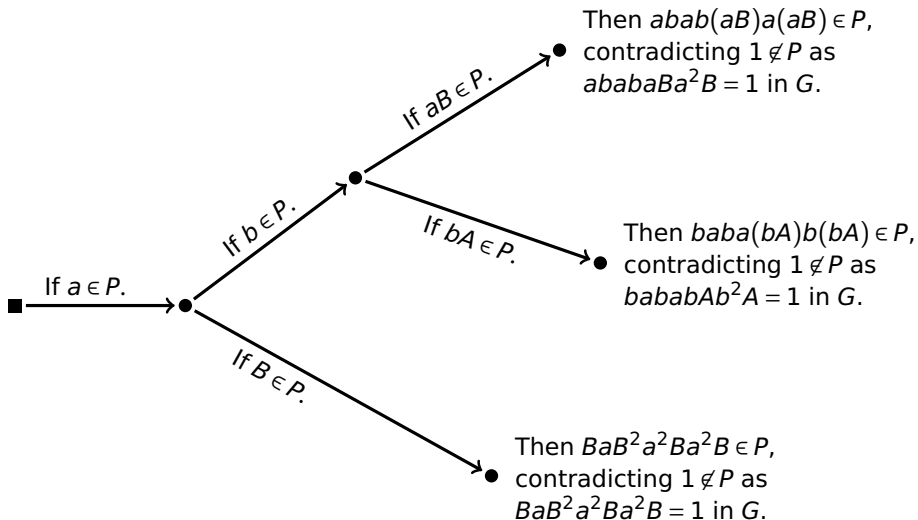 Then abab(aB)a(aB) ∈ P,
contradicting 1 ∉ P as
ababaBa²B = 1 in G.
If aB ∈ P.
If b ∈ P.
If bA ∈ P.
Then baba(bA)b(bA) ∈ P,
contradicting 1 ∉ P as
bababAb²A = 1 in G.
If a ∈ P.
If B ∈ P.
Then BaB²a²Ba²B ∈ P,
contradicting 1 ∉ P as
BaB²a²Ba²B = 1 in G.